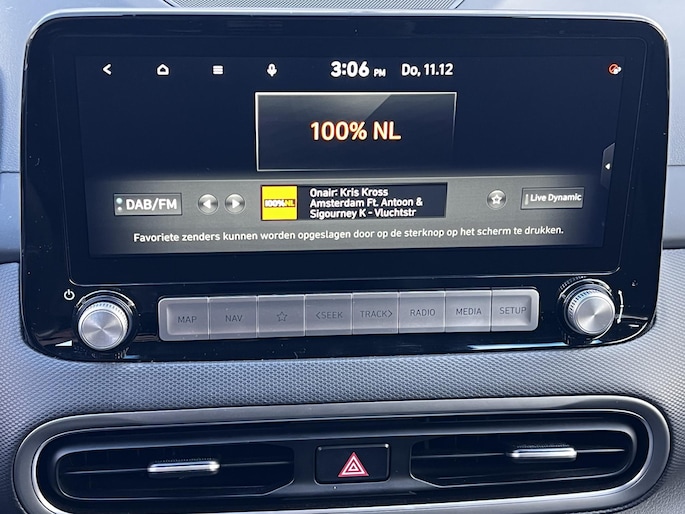 3:06 PM Do, 11.12
100% NL
DAB/FM
100%NL
Onair: Kris Kross
Amsterdam Ft. Antoon &
Sigourney K - Vluchtstr
Live Dynamic
Favoriete zenders kunnen worden opgeslagen door op de sterknop op het scherm te drukken.
MAP NAV <SEEK TRACK> RADIO MEDIA SETUP